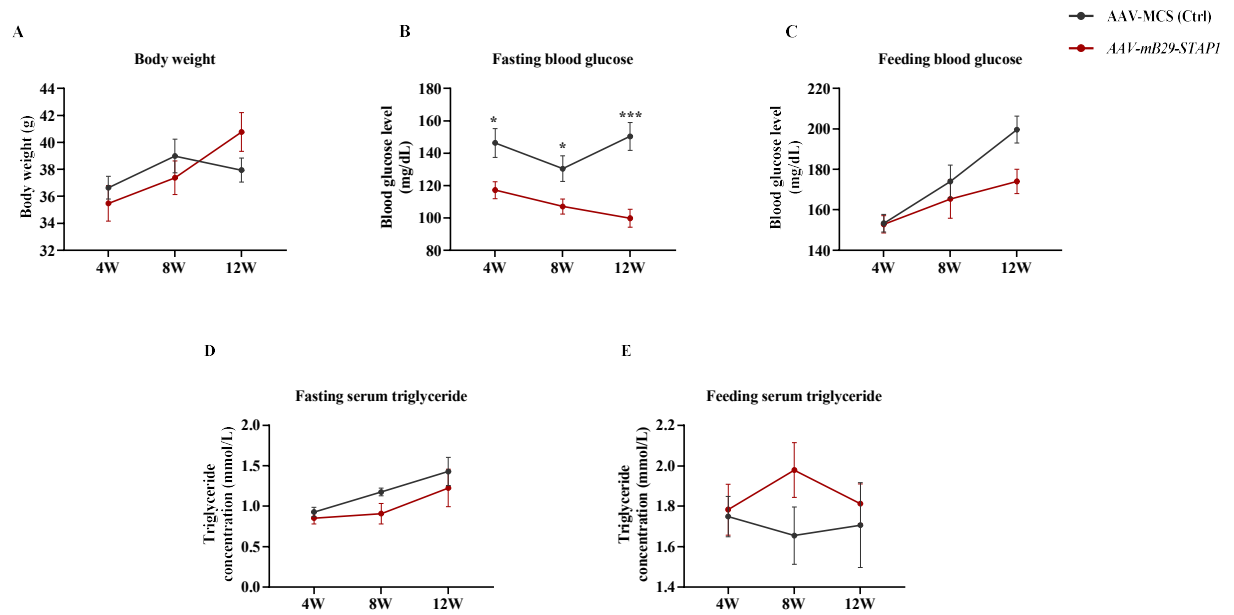 AAV-MCS (Ctrl)
AAV-mB29-STAP1
A
Body weight
Body weight (g)
44
42
40
38
36
34
32
4W 8W 12W
B
Fasting blood glucose
Blood glucose level
(mg/dL)
180
160
140
120
100
80
* * ***
4W 8W 12W
C
Feeding blood glucose
Blood glucose level
(mg/dL)
220
200
180
160
140
4W 8W 12W
D
Fasting serum triglyceride
Triglyceride
concentration (mmol/L)
2.0
1.5
1.0
0.5
0.0
4W 8W 12W
E
Feeding serum triglyceride
Triglyceride
concentration (mmol/L)
2.2
2.0
1.8
1.6
1.4
4W 8W 12W